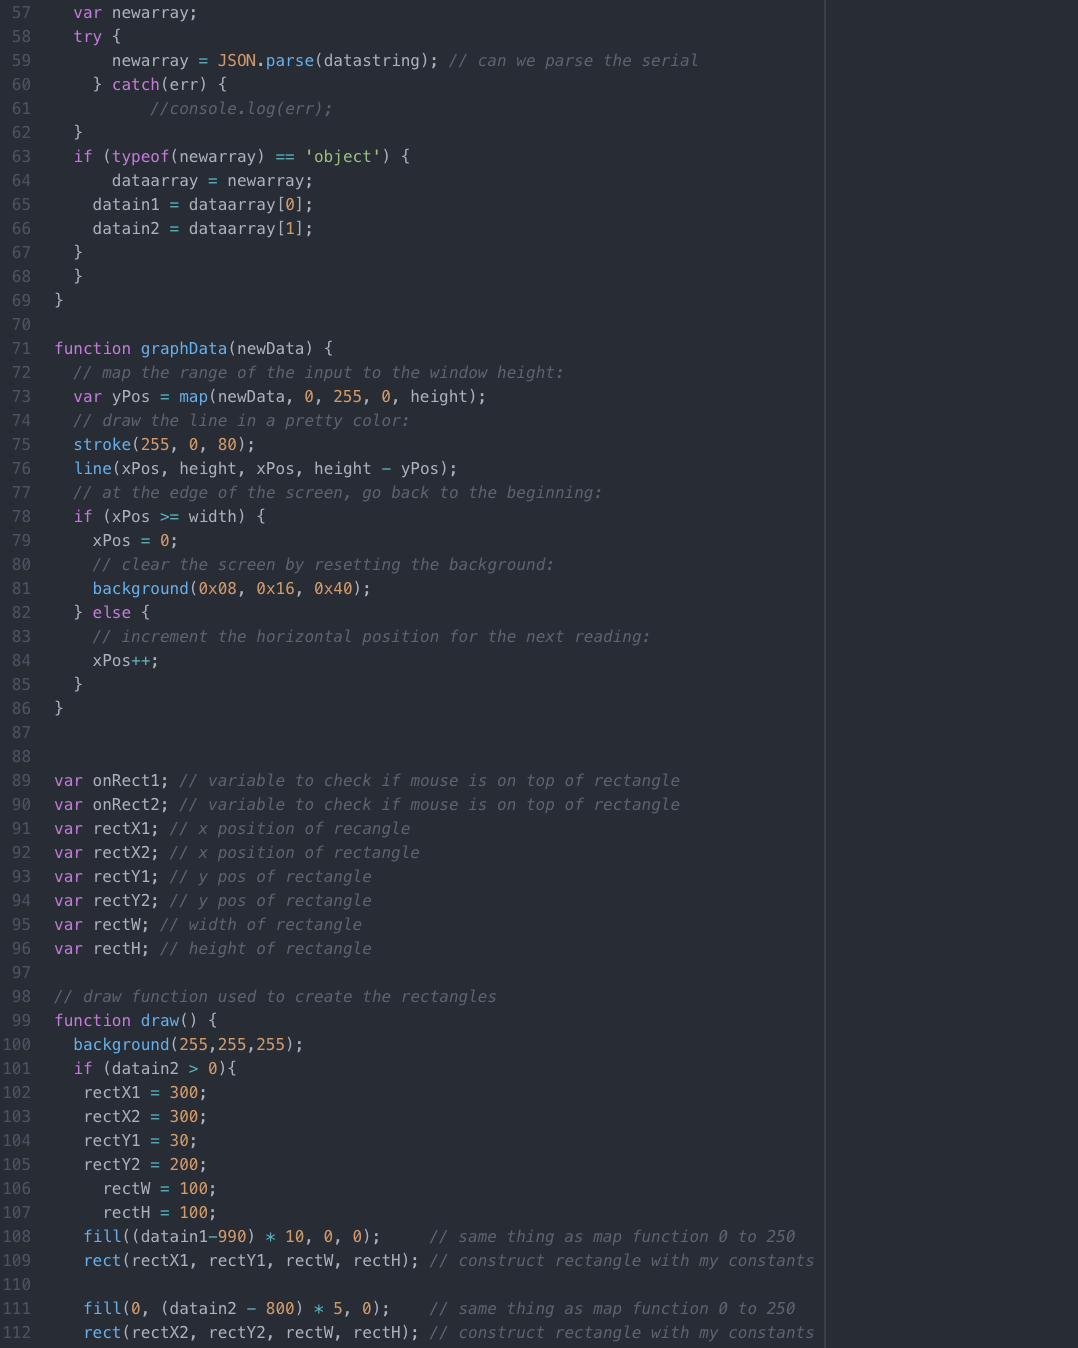 57 var newarray;
58 try {
59 newarray = JSON.parse(datastring); // can we parse the serial
60 } catch(err) {
61 //console.log(err);
62 }
63 if (typeof(newarray) == 'object') {
64 dataarray = newarray;
65 datain1 = dataarray[0];
66 datain2 = dataarray[1];
67 }
68 }
69 }
70
71 function graphData(newData) {
72 // map the range of the input to the window height:
73 var yPos = map(newData, 0, 255, 0, height);
74 // draw the line in a pretty color:
75 stroke(255, 0, 80);
76 line(xPos, height, xPos, height - yPos);
77 // at the edge of the screen, go back to the beginning:
78 if (xPos >= width) {
79 xPos = 0;
80 // clear the screen by resetting the background:
81 background(0x08, 0x16, 0x40);
82 } else {
83 // increment the horizontal position for the next reading:
84 xPos++;
85 }
86 }
87
88
89 var onRect1; // variable to check if mouse is on top of rectangle
90 var onRect2; // variable to check if mouse is on top of rectangle
91 var rectX1; // x position of recangle
92 var rectX2; // x position of rectangle
93 var rectY1; // y pos of rectangle
94 var rectY2; // y pos of rectangle
95 var rectW; // width of rectangle
96 var rectH; // height of rectangle
97
98 // draw function used to create the rectangles
99 function draw() {
100 background(255,255,255);
101 if (datain2 > 0){
102 rectX1 = 300;
103 rectX2 = 300;
104 rectY1 = 30;
105 rectY2 = 200;
106 rectW = 100;
107 rectH = 100;
108 fill((datain1-990) * 10, 0, 0); // same thing as map function 0 to 250
109 rect(rectX1, rectY1, rectW, rectH); // construct rectangle with my constants
110
111 fill(0, (datain2 - 800) * 5, 0); // same thing as map function 0 to 250
112 rect(rectX2, rectY2, rectW, rectH); // construct rectangle with my constants